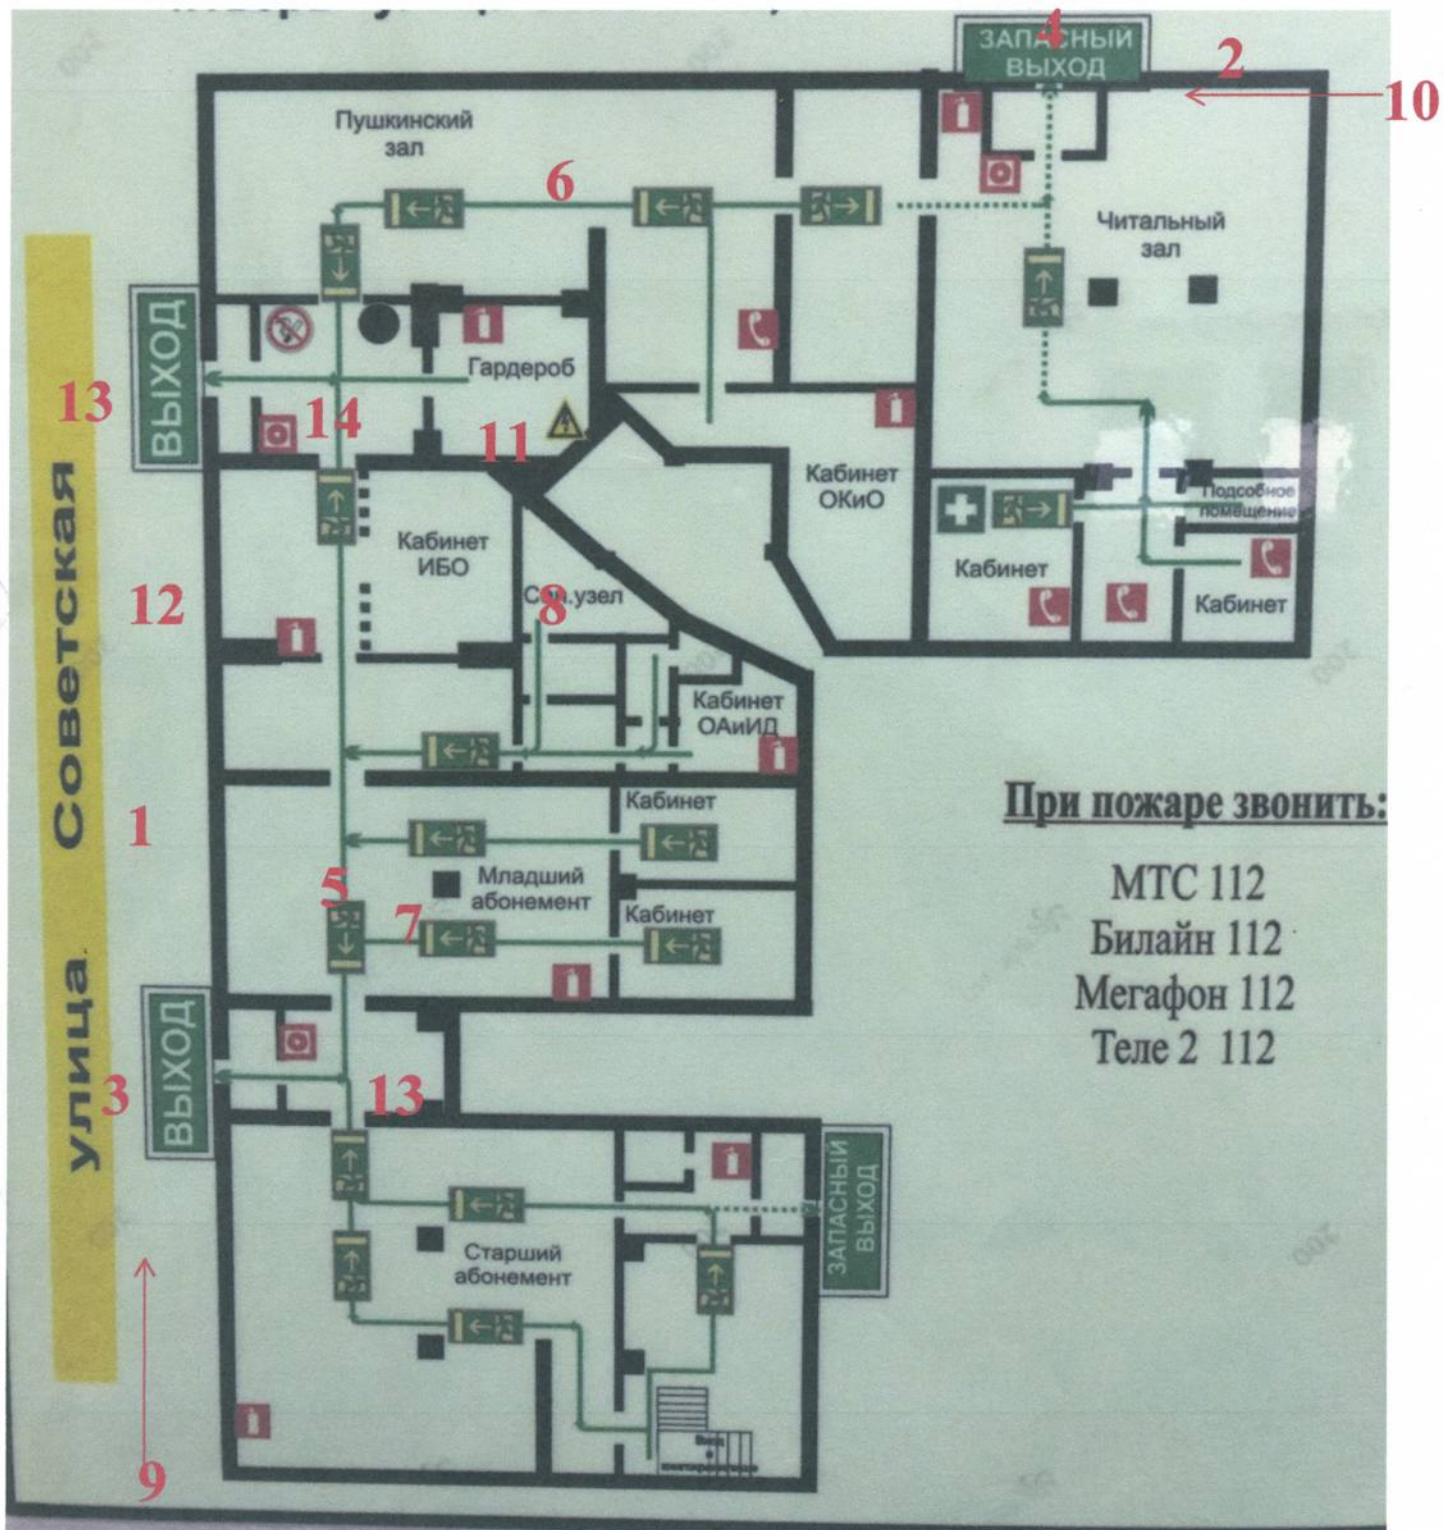 4
ЗАПАСНЫЙ
ВЫХОД
2
10
Пушкинский
зал
6
Читальный
зал
ВЫХОД
13
14
Гардероб
11
Кабинет
ОКиО
Кабинет
ИБО
Подсобное
помещение
Кабинет
Кабинет
12
Сан.узел
8
Кабинет
ОАиИД
улица Советская
1
Кабинет
5
Младший
абонемент
7
Кабинет
При пожаре звонить:
МТС 112
Билайн 112
Мегафон 112
Теле 2 112
ВЫХОД
3
13
ЗАПАСНЫЙ
ВЫХОД
Старший
абонемент
9